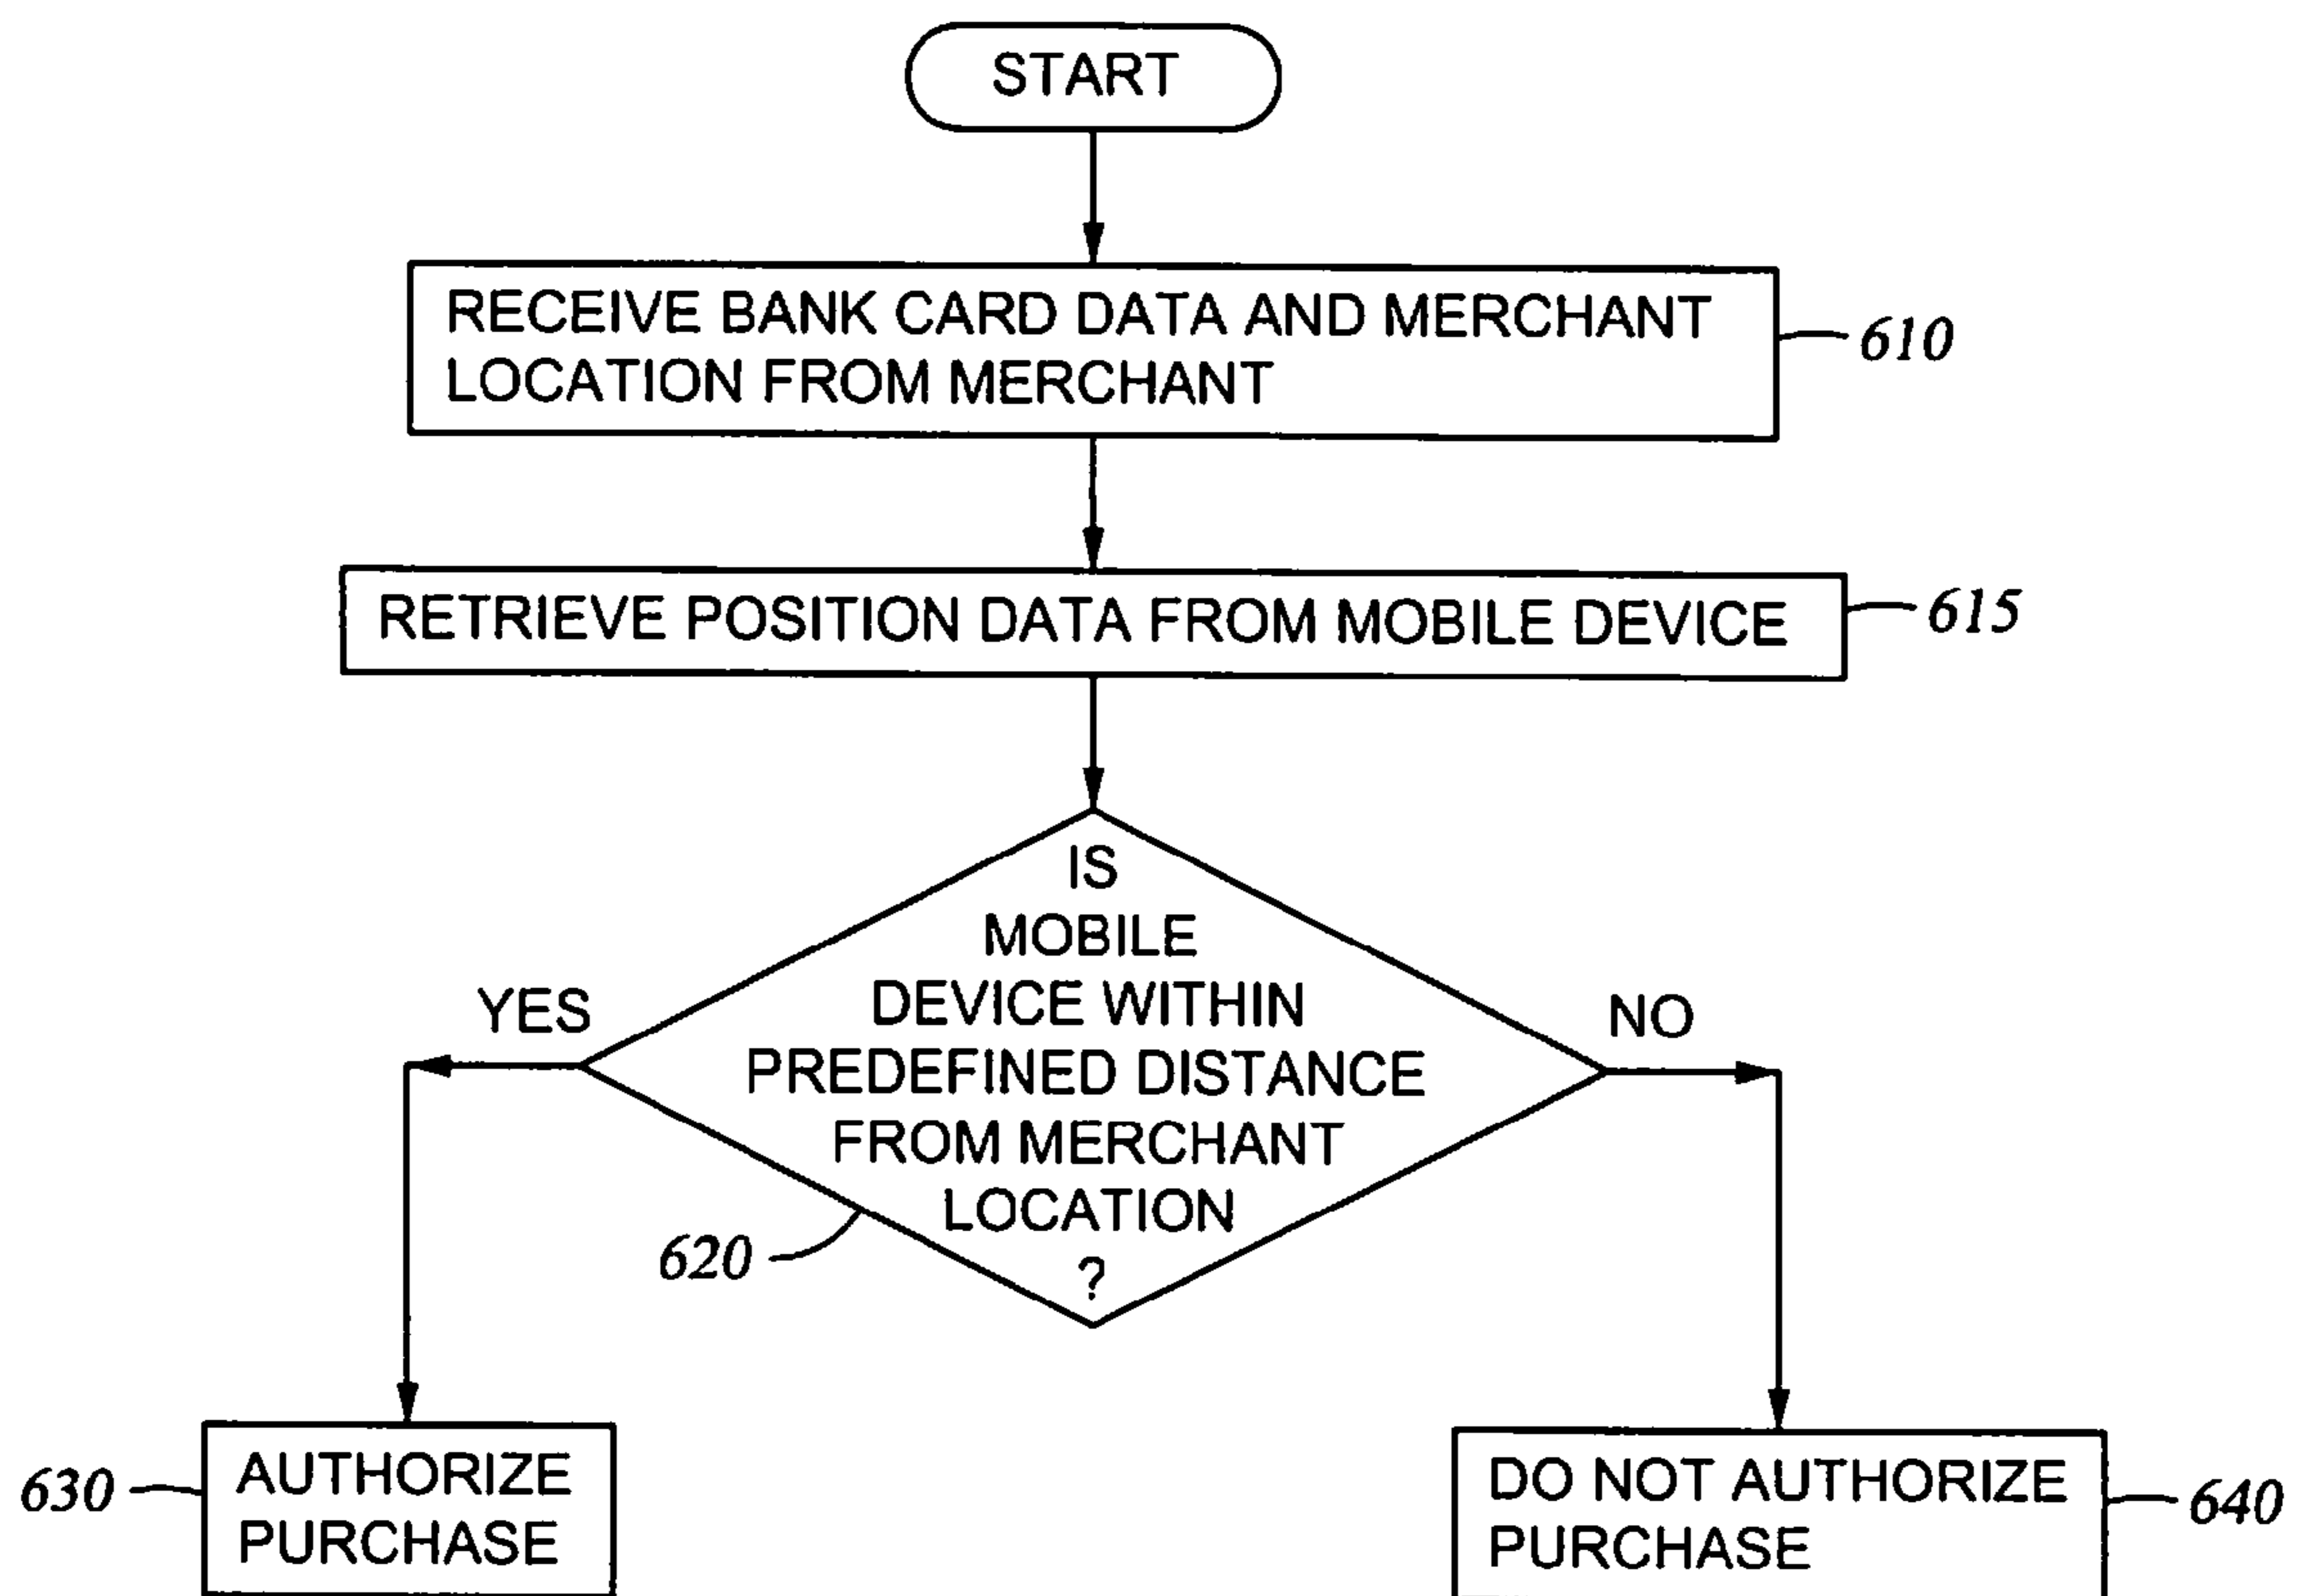 START
RECEIVE BANK CARD DATA AND MERCHANT
LOCATION FROM MERCHANT
610
RETRIEVE POSITION DATA FROM MOBILE DEVICE
615
IS
MOBILE
DEVICE WITHIN
PREDEFINED DISTANCE
FROM MERCHANT
LOCATION
?
YES
NO
620
630
AUTHORIZE
PURCHASE
DO NOT AUTHORIZE
PURCHASE
640